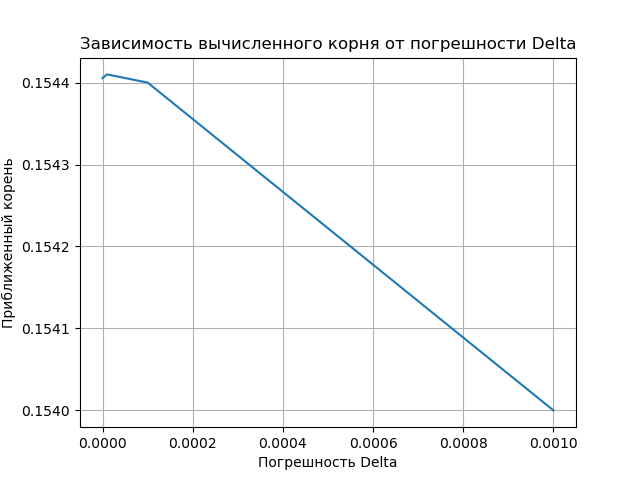 Зависимость вычисленного корня от погрешности Delta
0.1544
0.1543
0.1542
0.1541
0.1540
Приближенный корень
0.0000 0.0002 0.0004 0.0006 0.0008 0.0010
Погрешность Delta